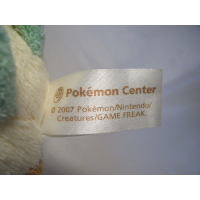 Pokémon Center
© 2007 Pokémon/Nintendo/
Creatures/GAME FREAK.